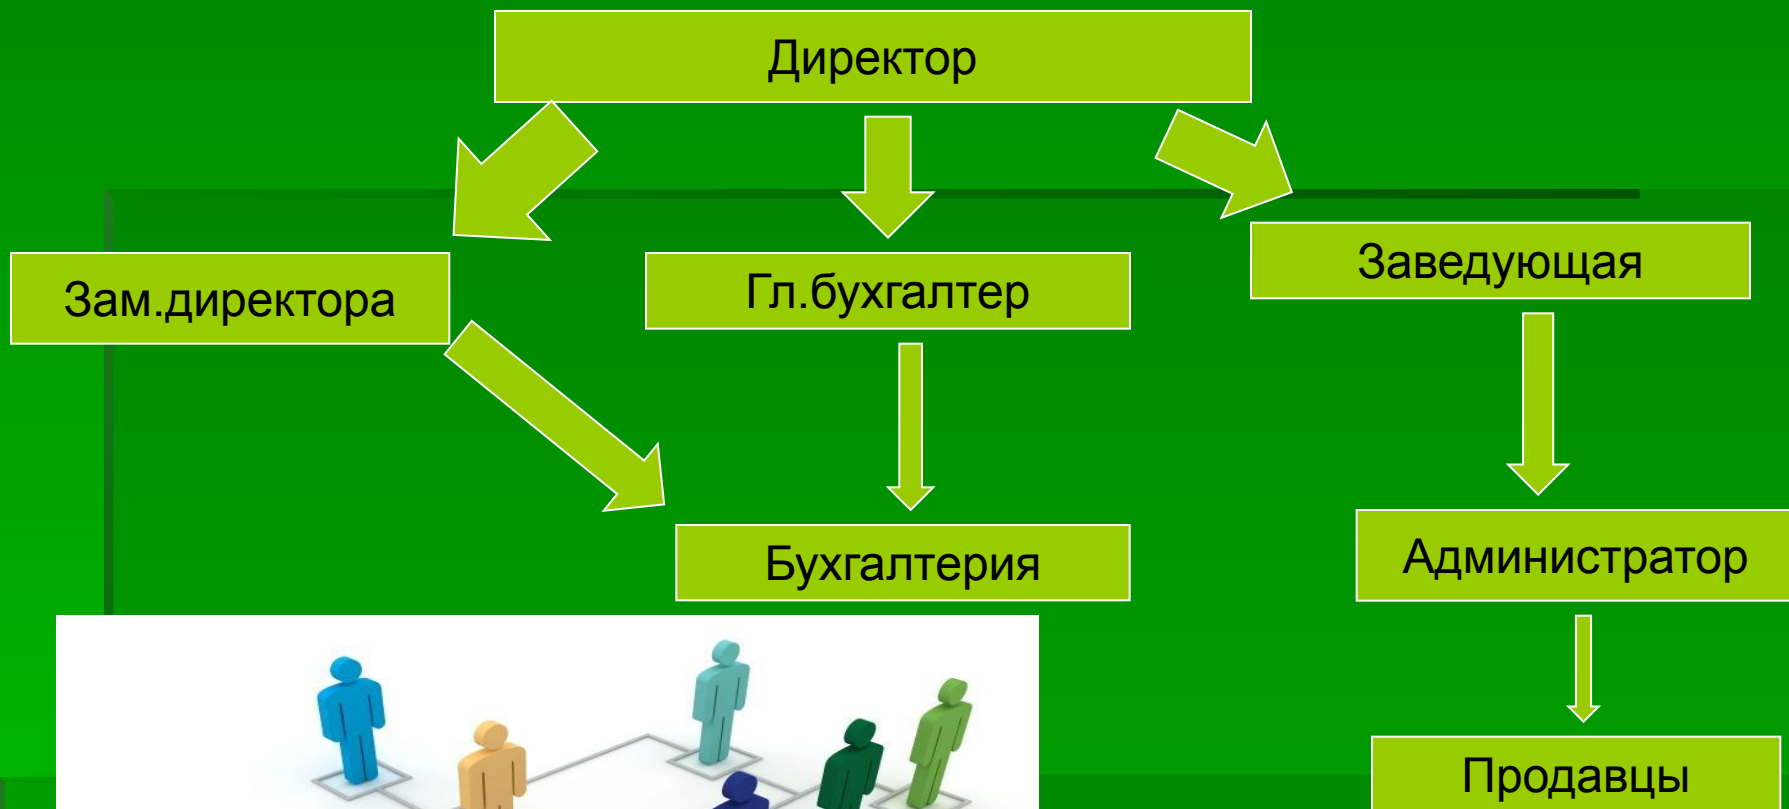 Директор
Зам.директора
Гл.бухгалтер
Заведующая
Бухгалтерия
Администратор
Продавцы